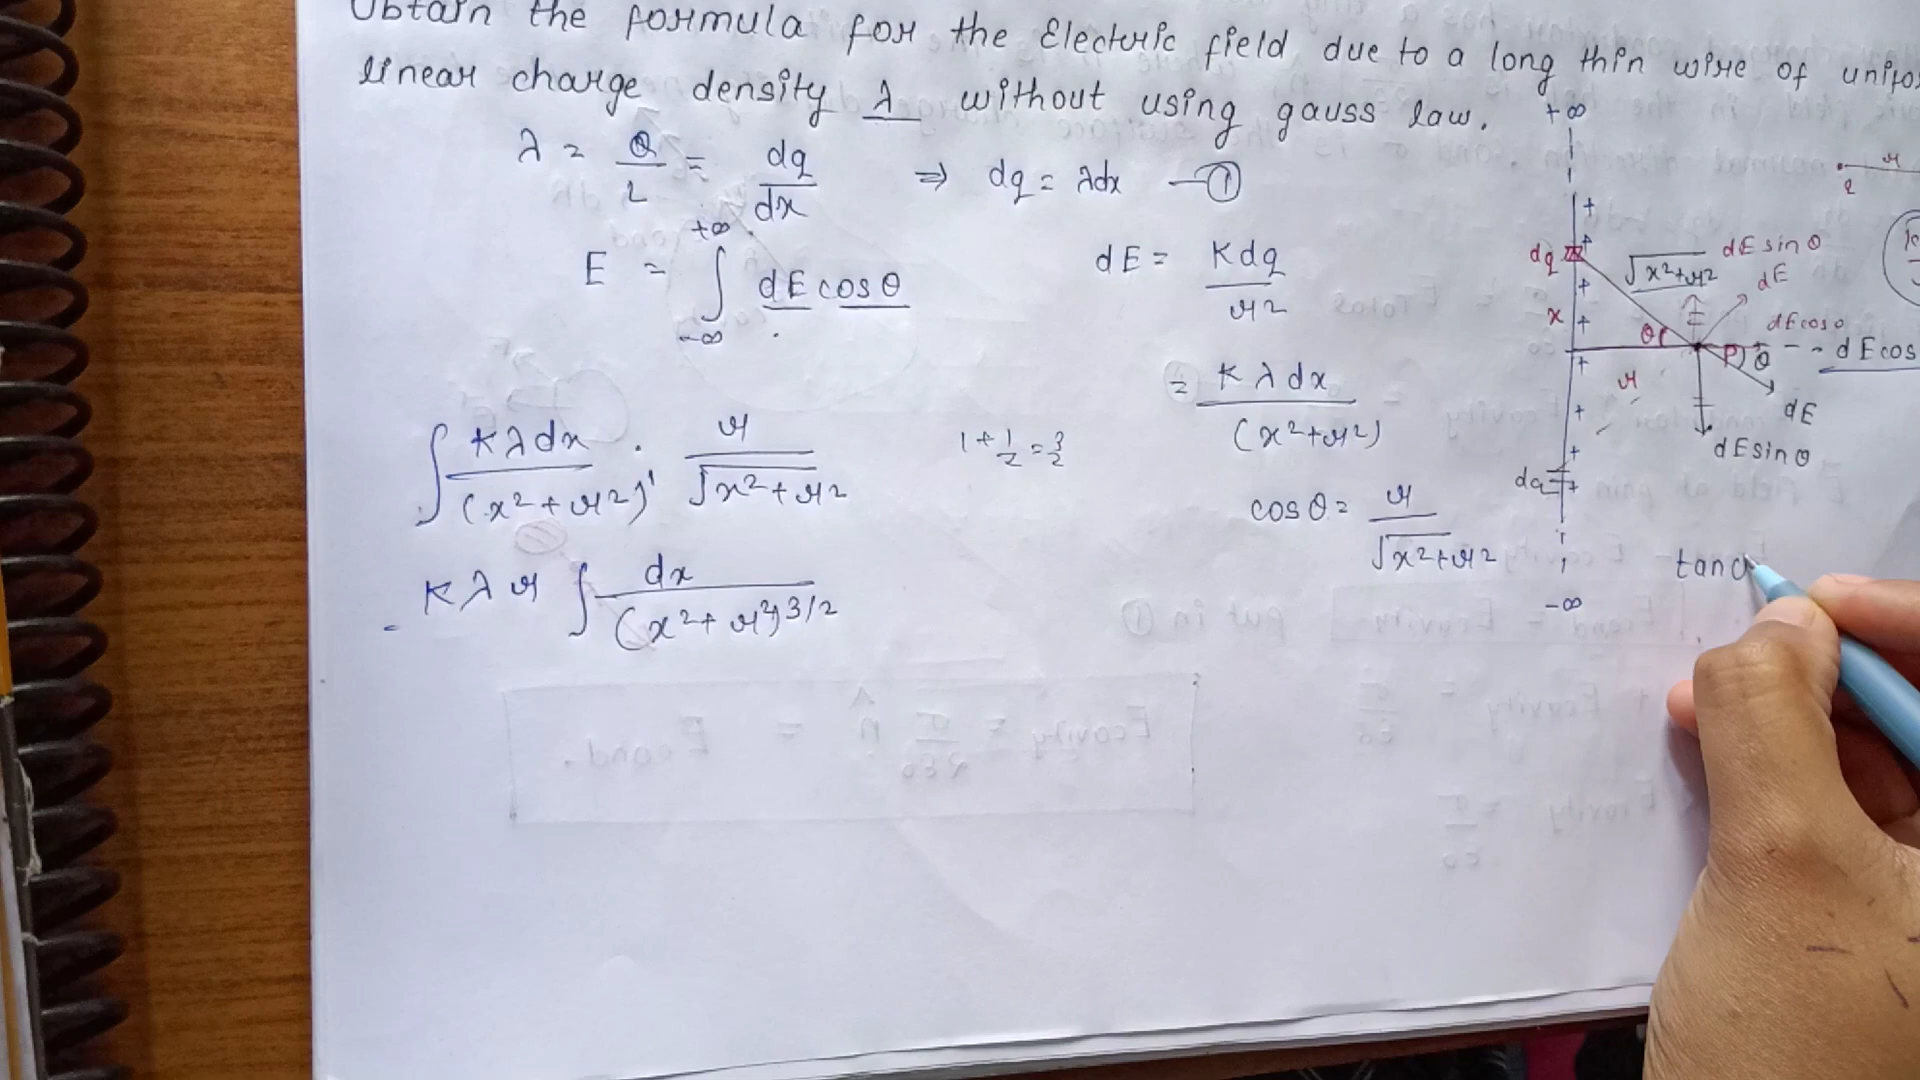 Obtain the formula for the Electric field due to a long thin wire of unifo
linear charge density λ without using gauss law.
λ = Q/L = dq/dx ⇒ dq = λdx —①
E = ∫ dE cosθ
+∞
-∞
dE = Kdq/r2
= Kλdx/(x2+r2)
∫ Kλdx/(x2+r2)1 . r/√x2+r2
1+1/2=3/2
cosθ= r/√x2+r2
= Kλr ∫ dx/(x2+r2)3/2
tanθ
+∞
dq
√x2+r2
dE sinθ
dE
x
θ
dE cosθ
P
θ
dE cos
r
dE
dE sinθ
dq
-∞
r
q